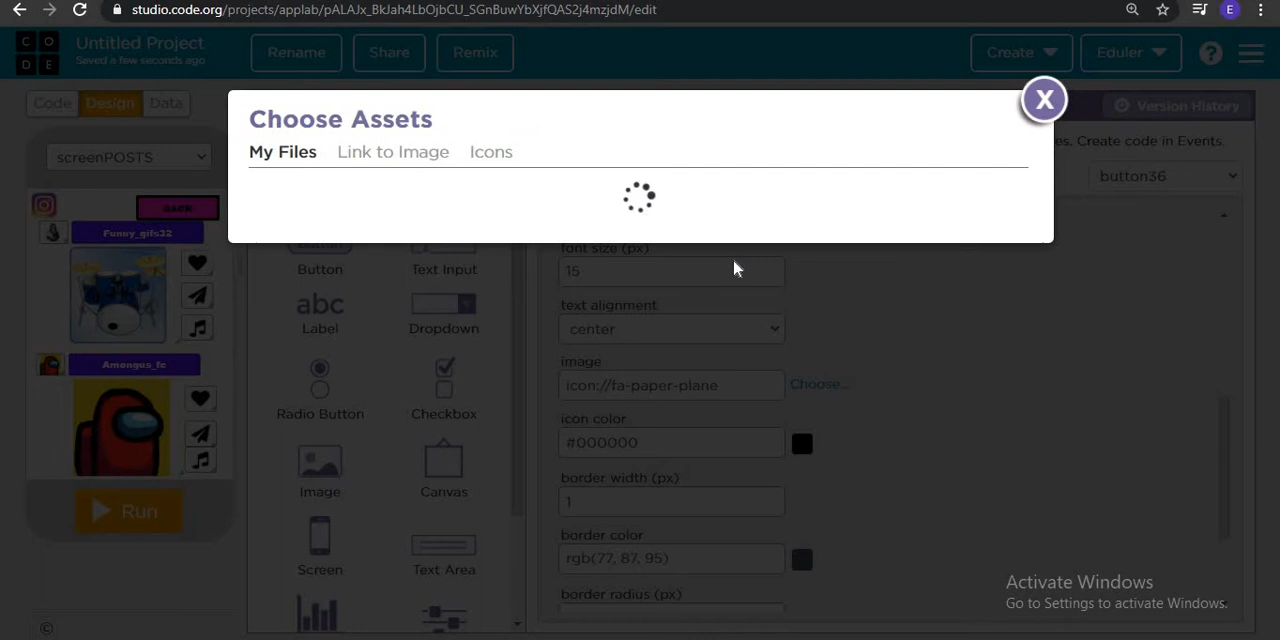 studio.code.org/projects/applab/pALAJx_BkJah4LbOjbCU_SGnBuwYbXjfQAS2j4mzjdM/edit
E
CO
DE
Untitled Project
Saved a few seconds ago
Rename
Share
Remix
Create
Eduler
?
Choose Assets
X
My Files
Link to Image
Icons
Code
Design
Data
Version History
es. Create code in Events.
screenPOSTS
button36
BACK
Funny_gifs32
Amongus_fc
Run
Button
Text Input
abc
Label
Dropdown
Radio Button
Checkbox
Image
Canvas
Screen
Text Area
font size (px)
15
text alignment
center
image
icon://fa-paper-plane
Choose...
icon color
#000000
border width (px)
1
border color
rgb(77, 87, 95)
border radius (px)
Activate Windows
Go to Settings to activate Windows.
©